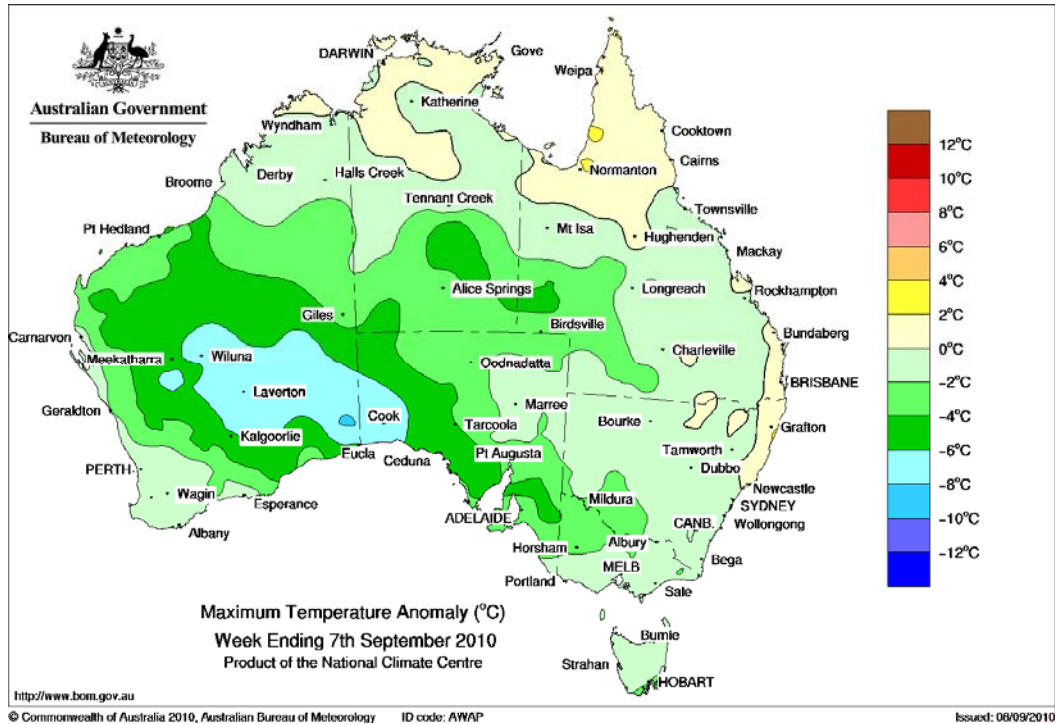 Australian Government
Bureau of Meteorology
DARWIN
Gove
Weipa
Katherine
Wyndham
Cooktown
Cairns
Derby
Halls Creek
Normanton
Broome
Tennant Creek
Townsville
Pt Hedland
Mt Isa
Hughenden
Mackay
Alice Springs
Longreach
Rockhampton
Giles
Birdsville
Carnarvon
Bundaberg
Meekatharra
Wiluna
Oodnadatta
Charleville
Laverton
BRISBANE
Geraldton
Cook
Marree
Bourke
Grafton
Kalgoorlie
Tarcoola
Eucla
Ceduna
Pt Augusta
Tamworth
PERTH
Dubbo
Wagin
Esperance
Mildura
Newcastle
SYDNEY
ADELAIDE
CANB.
Wollongong
Albany
Horsham
Albury
Bega
Portland
MELB
Sale
Burnie
Strahan
HOBART
12°C
10°C
8°C
6°C
4°C
2°C
0°C
-2°C
-4°C
-6°C
-8°C
-10°C
-12°C
Maximum Temperature Anomaly (°C)
Week Ending 7th September 2010
Product of the National Climate Centre
http://www.bom.gov.au
© Commonwealth of Australia 2010, Australian Bureau of Meteorology ID code: AWAP Issued: 08/09/2010